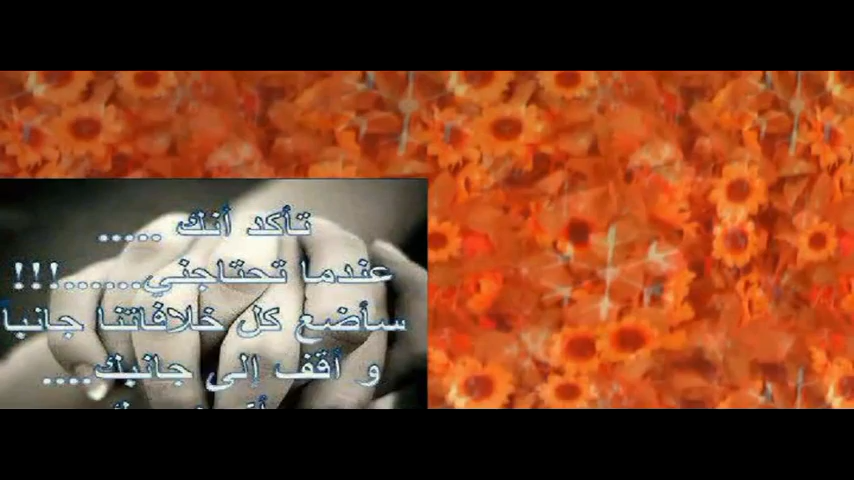 تأكد أنك .....
عندما تحتاجني......!!!
سأضع كل خلافاتنا جانباً
و أقف إلى جانبك....